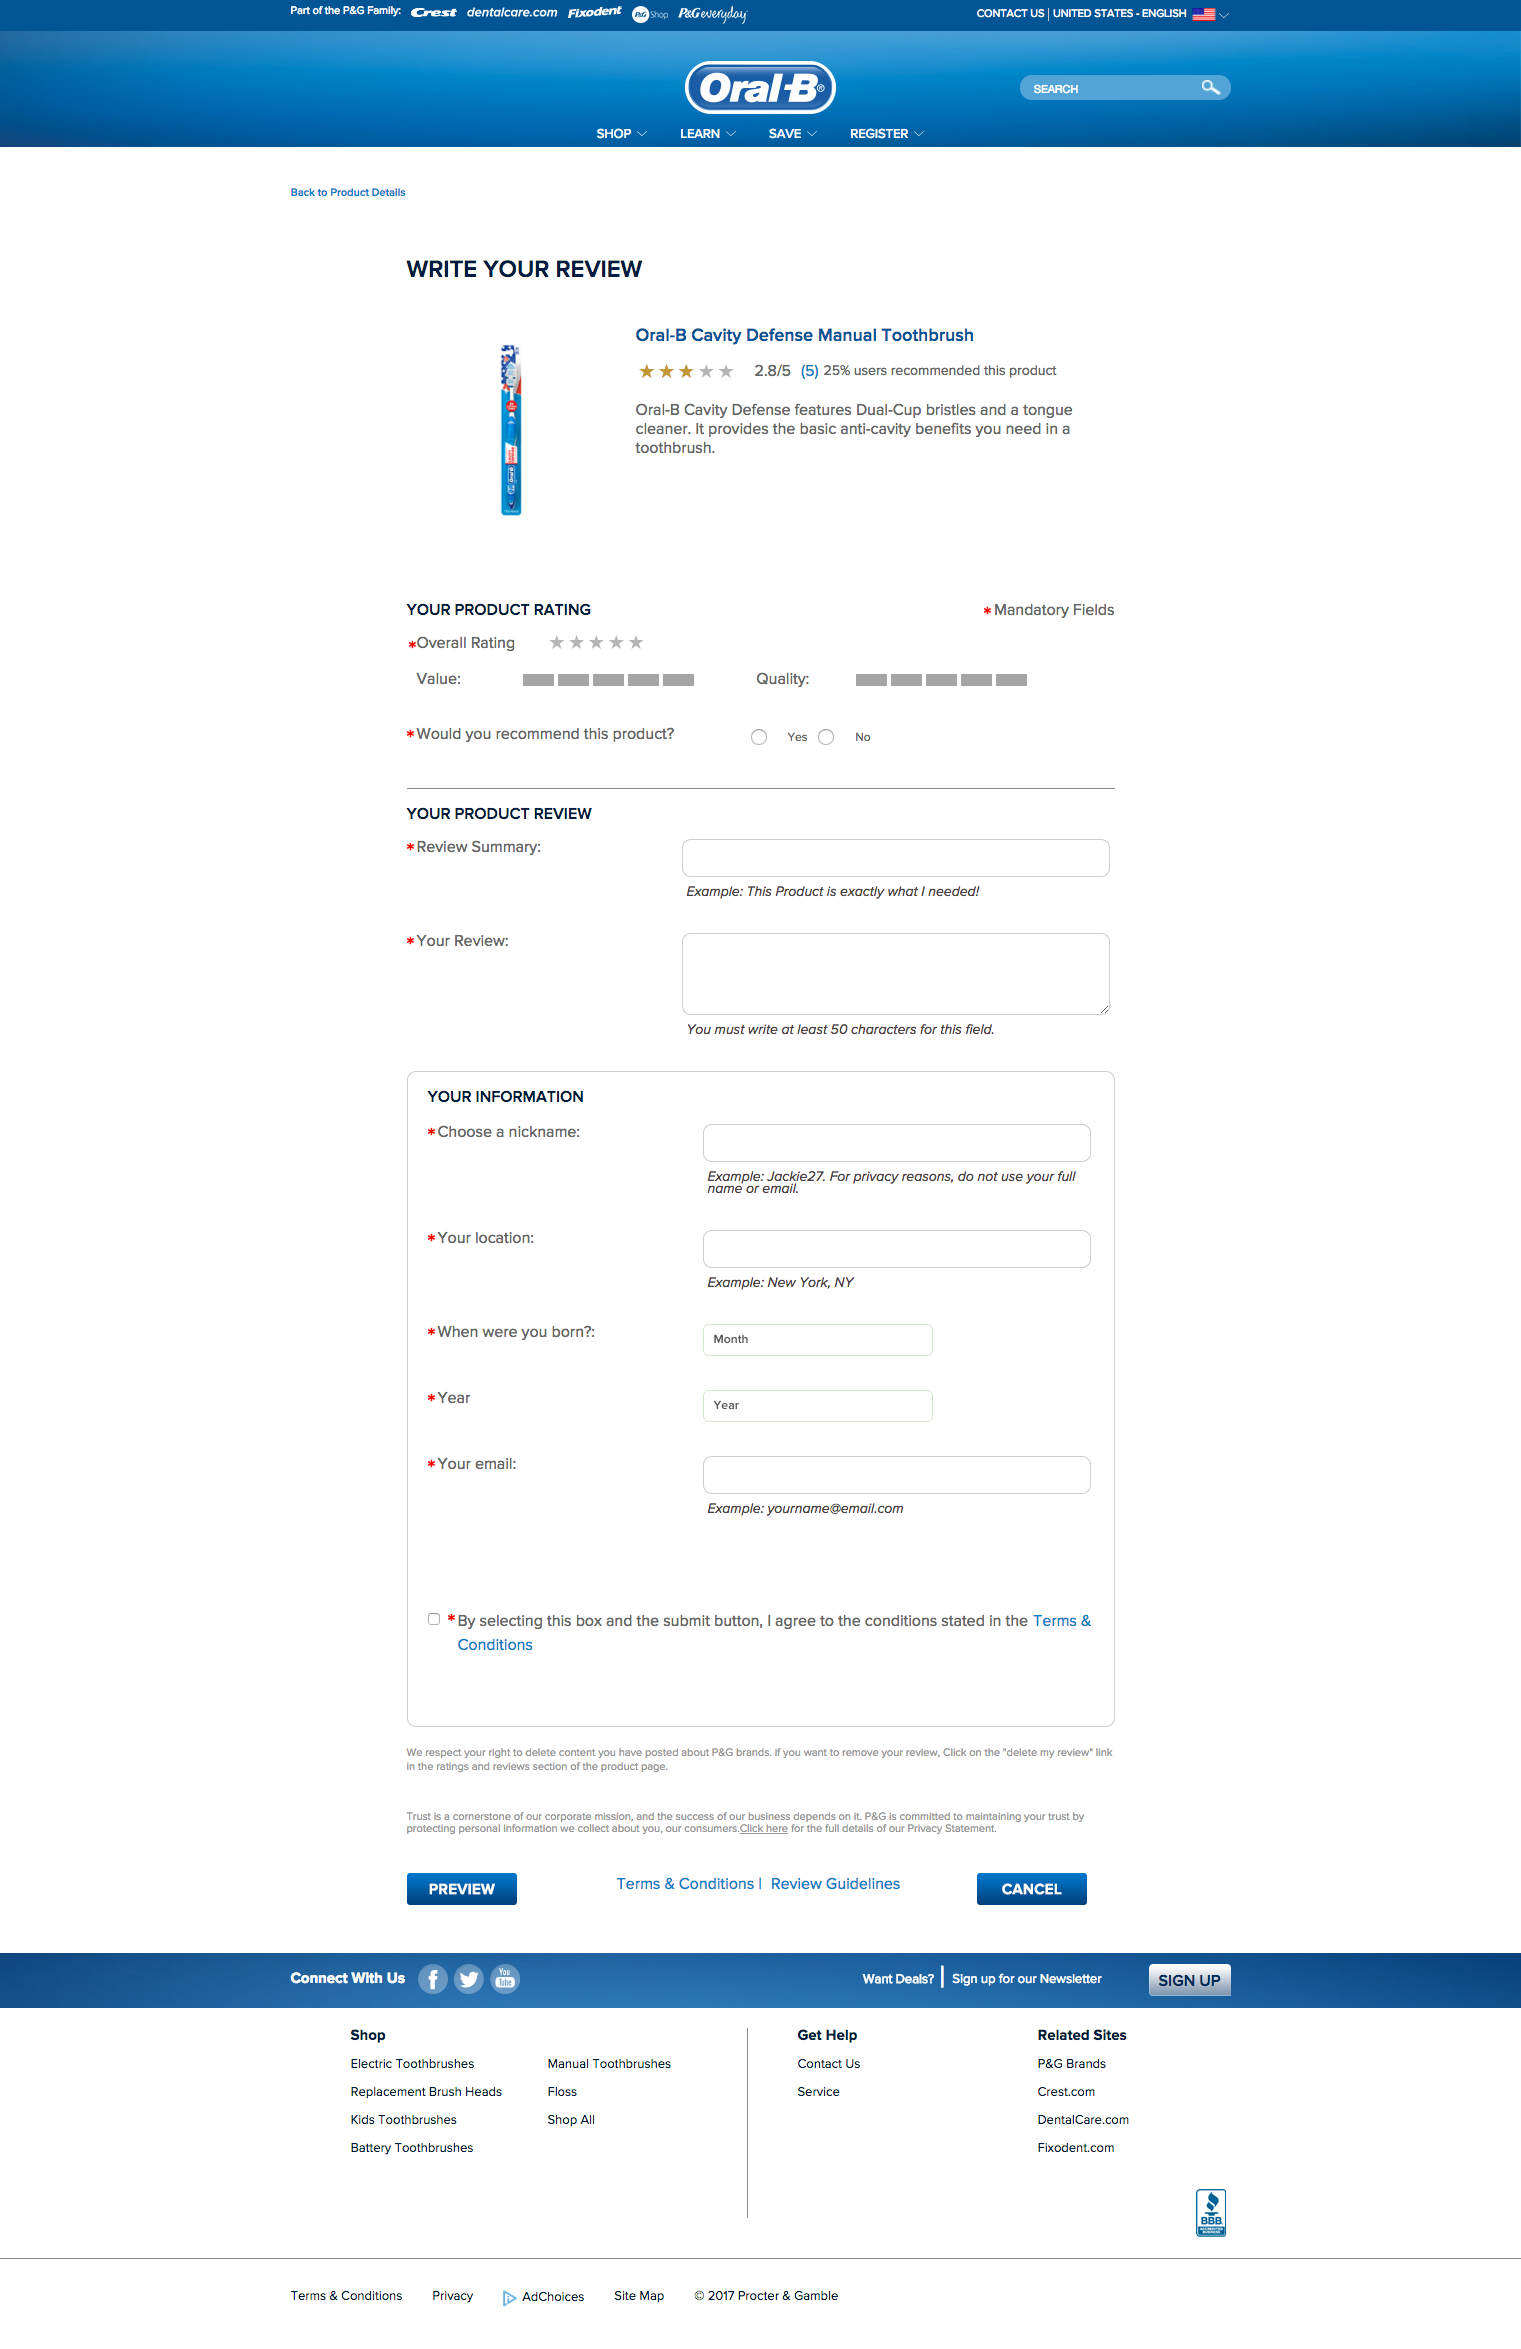 Part of the P&G Family: Crest dentalcare.com Fixodent P&G Shop P&G everyday
CONTACT US | UNITED STATES - ENGLISH
Oral-B®
SEARCH
SHOP LEARN SAVE REGISTER
Back to Product Details
WRITE YOUR REVIEW
Oral-B Cavity Defense Manual Toothbrush
2.8/5 (5) 25% users recommended this product
Oral-B Cavity Defense features Dual-Cup bristles and a tongue
cleaner. It provides the basic anti-cavity benefits you need in a
toothbrush.
Oral-B
YOUR PRODUCT RATING
* Mandatory Fields
*Overall Rating
Value:
Quality:
*Would you recommend this product?
Yes No
YOUR PRODUCT REVIEW
*Review Summary:
Example: This Product is exactly what I needed!
*Your Review:
You must write at least 50 characters for this field.
YOUR INFORMATION
*Choose a nickname:
Example: Jackie27. For privacy reasons, do not use your full
name or email.
*Your location:
Example: New York, NY
*When were you born?:
Month
*Year
Year
*Your email:
Example: yourname@email.com
*By selecting this box and the submit button, I agree to the conditions stated in the Terms &
Conditions
We respect your right to delete content you have posted about P&G brands. if you want to remove your review, Click on the "delete my review" link
in the ratings and reviews section of the product page.
Trust is a cornerstone of our corporate mission, and the success of our business depends on it. P&G is committed to maintaining your trust by
protecting personal information we collect about you, our consumers.Click here for the full details of our Privacy Statement.
PREVIEW
Terms & Conditions | Review Guidelines
CANCEL
Connect With Us
You Tube
Want Deals? | Sign up for our Newsletter
SIGN UP
Shop
Electric Toothbrushes
Replacement Brush Heads
Kids Toothbrushes
Battery Toothbrushes
Manual Toothbrushes
Floss
Shop All
Get Help
Contact Us
Service
Related Sites
P&G Brands
Crest.com
DentalCare.com
Fixodent.com
BBB
ACCREDITED
BUSINESS
Terms & Conditions
Privacy
AdChoices
Site Map
© 2017 Procter & Gamble